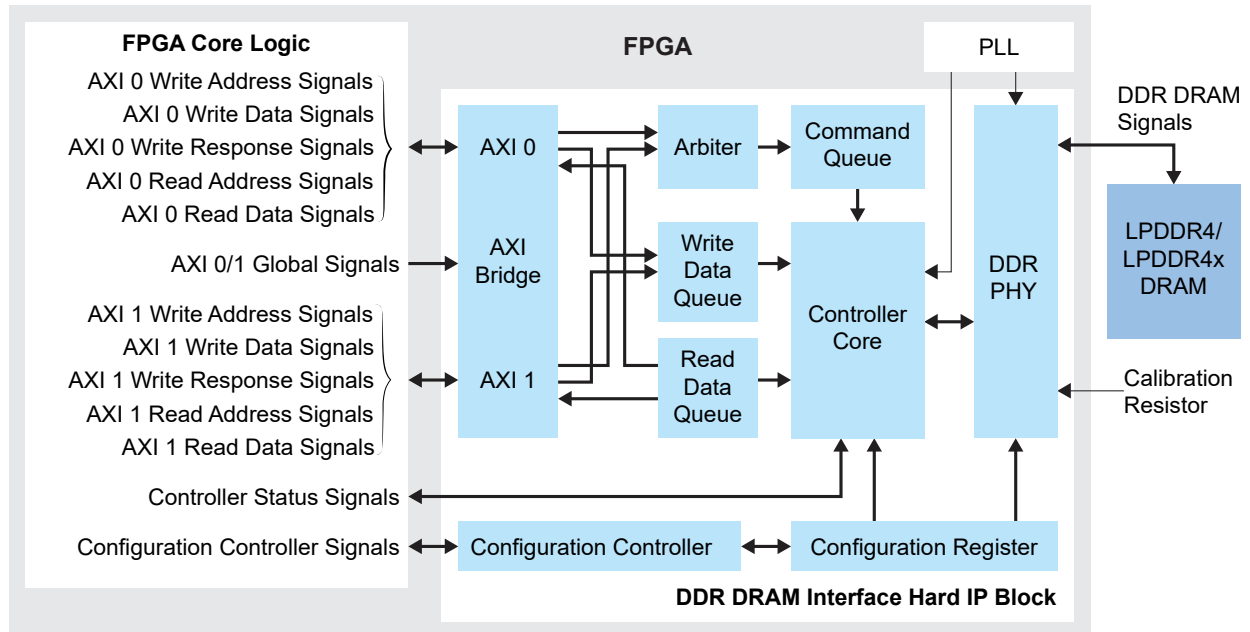 FPGA Core Logic
AXI 0 Write Address Signals
AXI 0 Write Data Signals
AXI 0 Write Response Signals
AXI 0 Read Address Signals
AXI 0 Read Data Signals
AXI 0/1 Global Signals
AXI 1 Write Address Signals
AXI 1 Write Data Signals
AXI 1 Write Response Signals
AXI 1 Read Address Signals
AXI 1 Read Data Signals
Controller Status Signals
Configuration Controller Signals
FPGA
PLL
AXI 0
AXI
Bridge
AXI 1
Arbiter
Command
Queue
Write
Data
Queue
Read
Data
Queue
Controller
Core
DDR
PHY
Configuration Controller
Configuration Register
DDR DRAM Interface Hard IP Block
DDR DRAM
Signals
LPDDR4/
LPDDR4x
DRAM
Calibration
Resistor